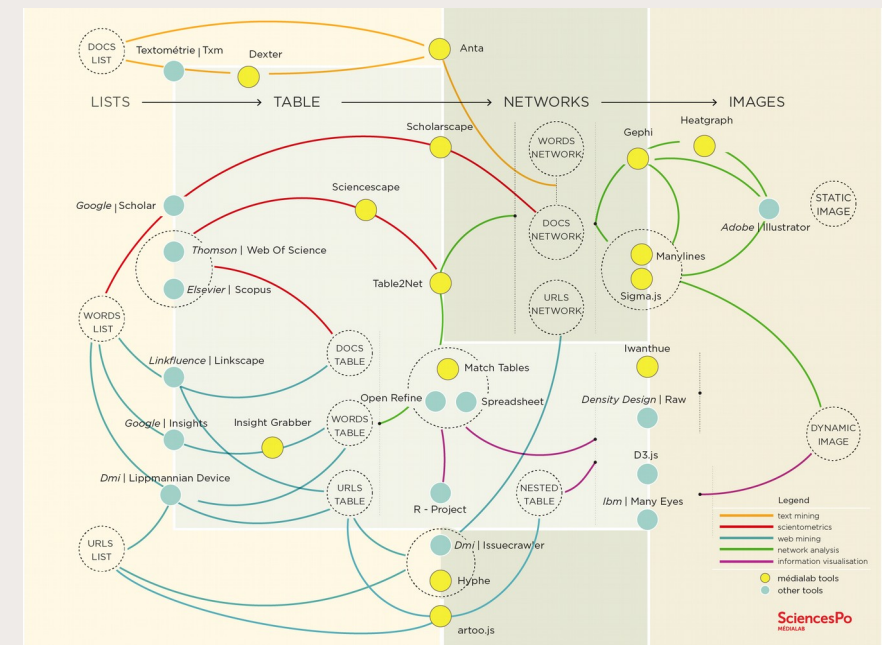 DOCS
LIST
Textométrie | Txm
Dexter
Anta
LISTS
TABLE
NETWORKS
IMAGES
Scholarscape
WORDS
NETWORK
Gephi
Heatgraph
Google | Scholar
Sciencescape
DOCS
NETWORK
STATIC
IMAGE
Adobe | Illustrator
Thomson | Web Of Science
Elsevier | Scopus
Table2Net
Manylines
Sigma.js
WORDS
LIST
URLS
NETWORK
DOCS
TABLE
Linkfluence | Linkscape
Match Tables
Iwanthue
Open Refine
Spreadsheet
Density Design | Raw
Google | Insights
Insight Grabber
WORDS
TABLE
DYNAMIC
IMAGE
D3.js
Dmi | Lippmannian Device
URLS
TABLE
R - Project
NESTED
TABLE
Ibm | Many Eyes
URLS
LIST
Dmi | Issuecrawler
Hyphe
artoo.js
Legend
text mining
scientometrics
web mining
network analysis
information visualisation
médialab tools
other tools
SciencesPo
MÉDIALAB